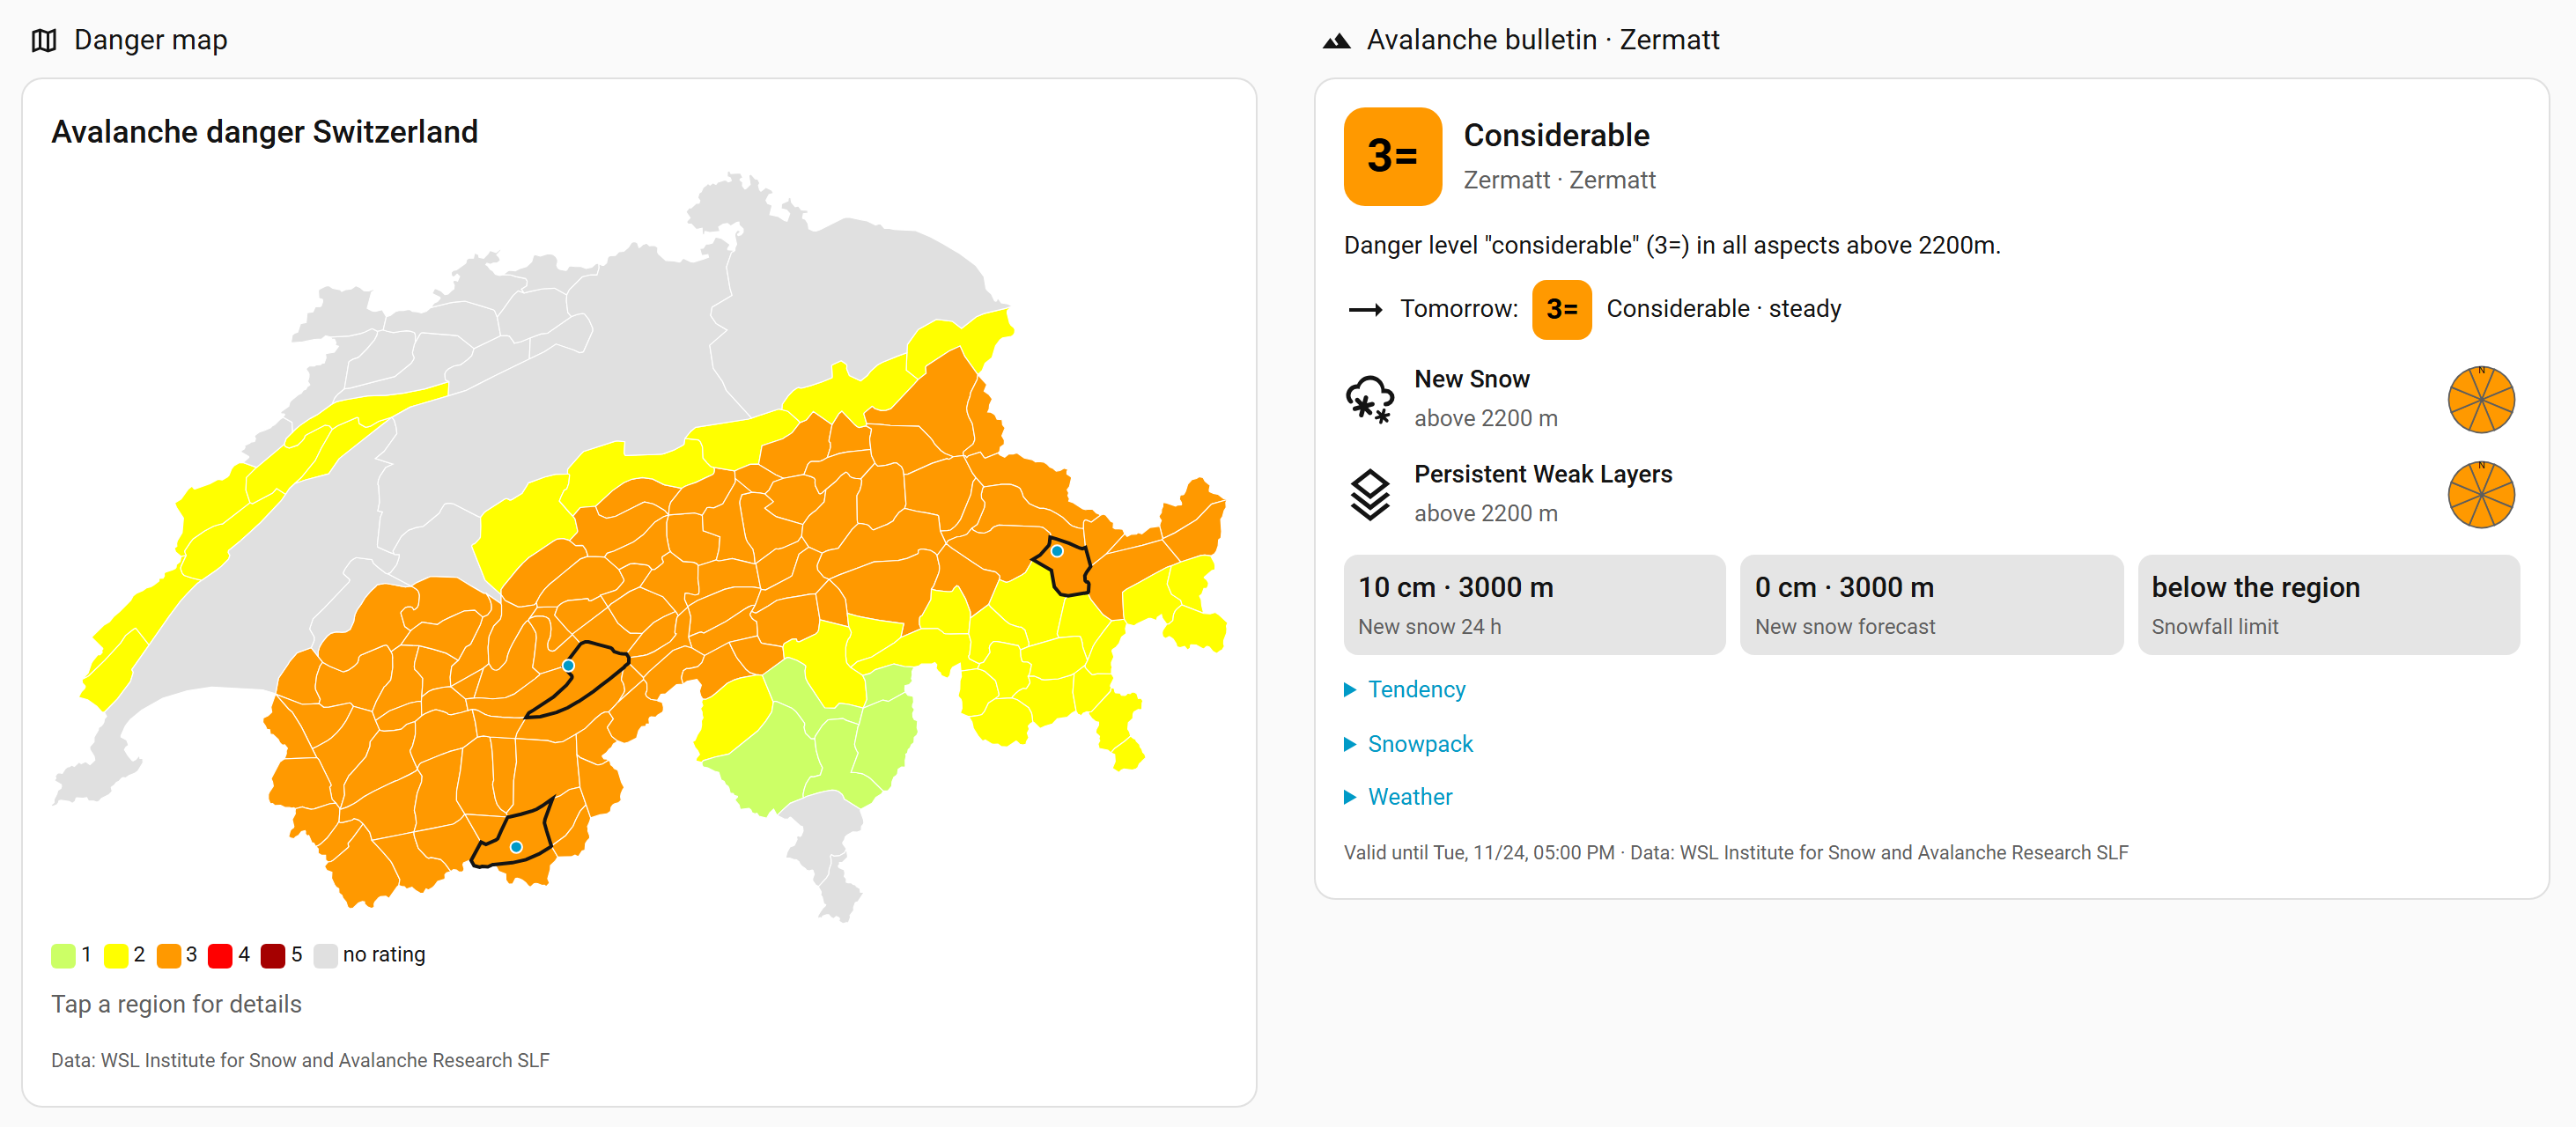 Danger map
Avalanche danger Switzerland
1 2 3 4 5 no rating
Tap a region for details
Data: WSL Institute for Snow and Avalanche Research SLF
Avalanche bulletin · Zermatt
3= Considerable
Zermatt · Zermatt
Danger level "considerable" (3=) in all aspects above 2200m.
Tomorrow: 3= Considerable · steady
New Snow
above 2200 m
N
Persistent Weak Layers
above 2200 m
N
10 cm · 3000 m
New snow 24 h
0 cm · 3000 m
New snow forecast
below the region
Snowfall limit
Tendency
Snowpack
Weather
Valid until Tue, 11/24, 05:00 PM · Data: WSL Institute for Snow and Avalanche Research SLF